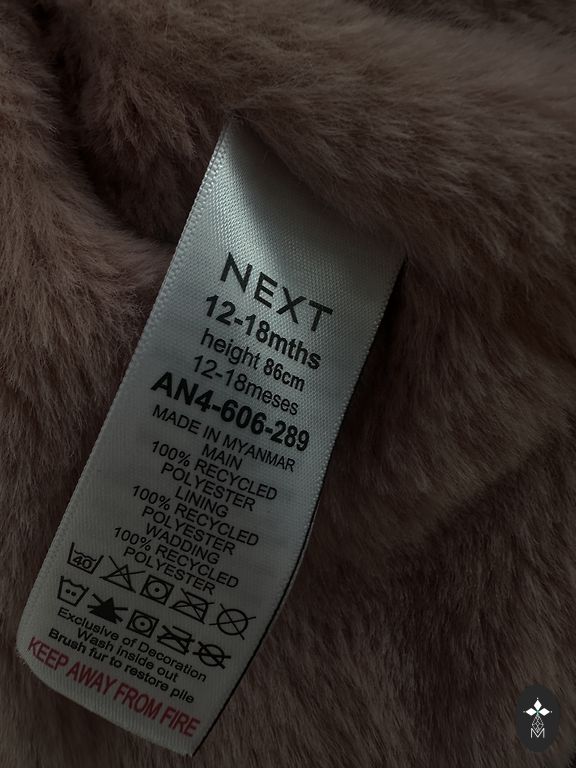 NEXT
12-18mths
height 86cm
12-18meses
AN4-606-289
MADE IN MYANMAR
MAIN
100% RECYCLED
POLYESTER
LINING
100% RECYCLED
POLYESTER
WADDING
100% RECYCLED
POLYESTER
40
Exclusive of Decoration
Wash inside out
Brush fur to restore pile
KEEP AWAY FROM FIRE
M